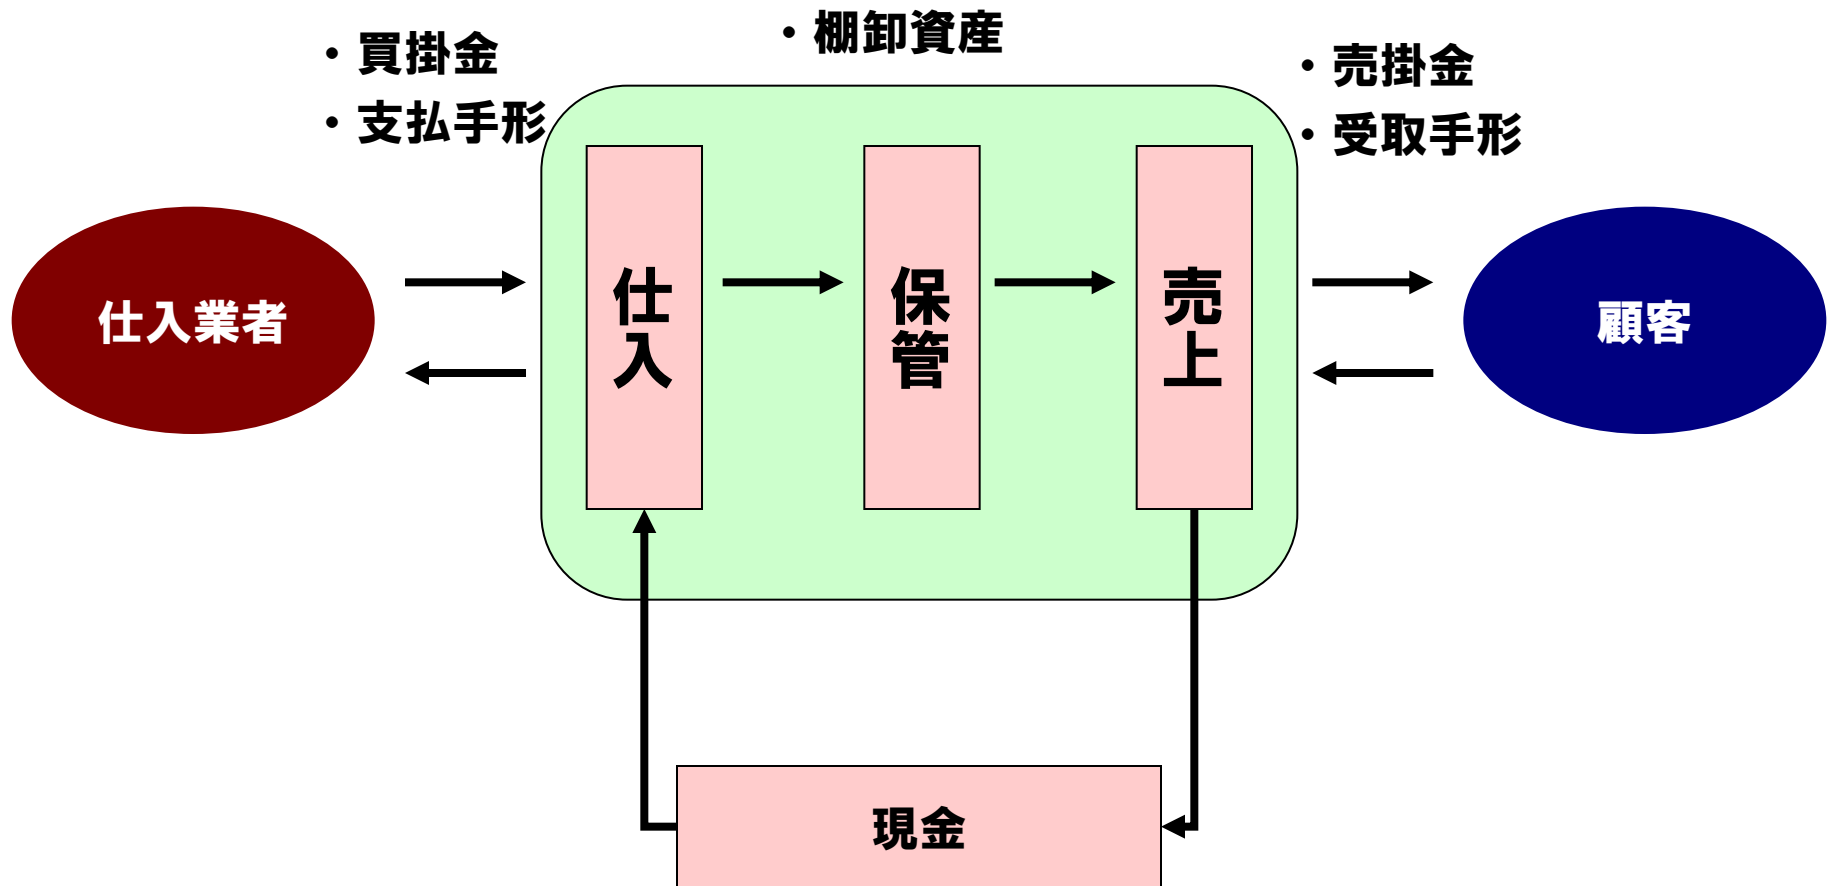 ・棚卸資産
・買掛金
・支払手形
・売掛金
・受取手形
仕入業者
仕入
保管
売上
顧客
現金